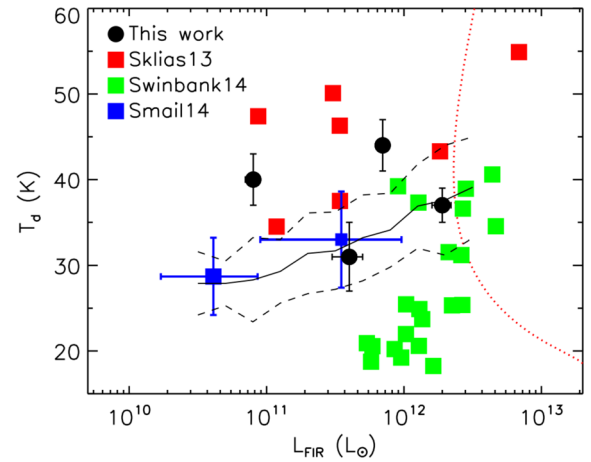 60
50
40
30
20
T_d (K)
This work
Sklias13
Swinbank14
Smail14
10^10 10^11 10^12 10^13
L_FIR (L_⊙)